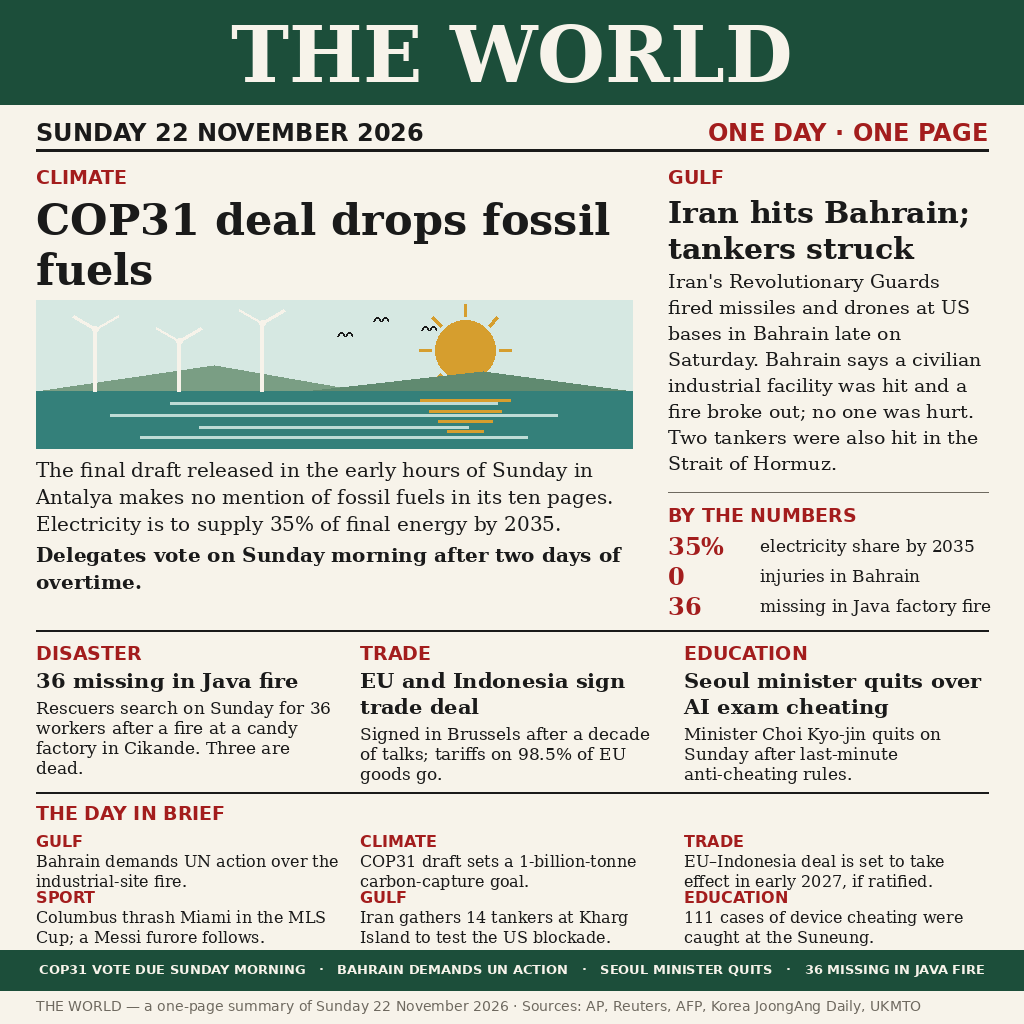 THE WORLD
SUNDAY 22 NOVEMBER 2026
ONE DAY · ONE PAGE
CLIMATE
COP31 deal drops fossil
fuels
The final draft released in the early hours of Sunday in
Antalya makes no mention of fossil fuels in its ten pages.
Electricity is to supply 35% of final energy by 2035.
Delegates vote on Sunday morning after two days of
overtime.
GULF
Iran hits Bahrain;
tankers struck
Iran's Revolutionary Guards
fired missiles and drones at US
bases in Bahrain late on
Saturday. Bahrain says a civilian
industrial facility was hit and a
fire broke out; no one was hurt.
Two tankers were also hit in the
Strait of Hormuz.
BY THE NUMBERS
35% electricity share by 2035
0 injuries in Bahrain
36 missing in Java factory fire
DISASTER
36 missing in Java fire
Rescuers search on Sunday for 36
workers after a fire at a candy
factory in Cikande. Three are
dead.
TRADE
EU and Indonesia sign
trade deal
Signed in Brussels after a decade
of talks; tariffs on 98.5% of EU
goods go.
EDUCATION
Seoul minister quits over
AI exam cheating
Minister Choi Kyo-jin quits on
Sunday after last-minute
anti-cheating rules.
THE DAY IN BRIEF
GULF
Bahrain demands UN action over the
industrial-site fire.
CLIMATE
COP31 draft sets a 1-billion-tonne
carbon-capture goal.
TRADE
EU–Indonesia deal is set to take
effect in early 2027, if ratified.
SPORT
Columbus thrash Miami in the MLS
Cup; a Messi furore follows.
GULF
Iran gathers 14 tankers at Kharg
Island to test the US blockade.
EDUCATION
111 cases of device cheating were
caught at the Suneung.
COP31 VOTE DUE SUNDAY MORNING · BAHRAIN DEMANDS UN ACTION · SEOUL MINISTER QUITS · 36 MISSING IN JAVA FIRE
THE WORLD — a one-page summary of Sunday 22 November 2026 · Sources: AP, Reuters, AFP, Korea JoongAng Daily, UKMTO